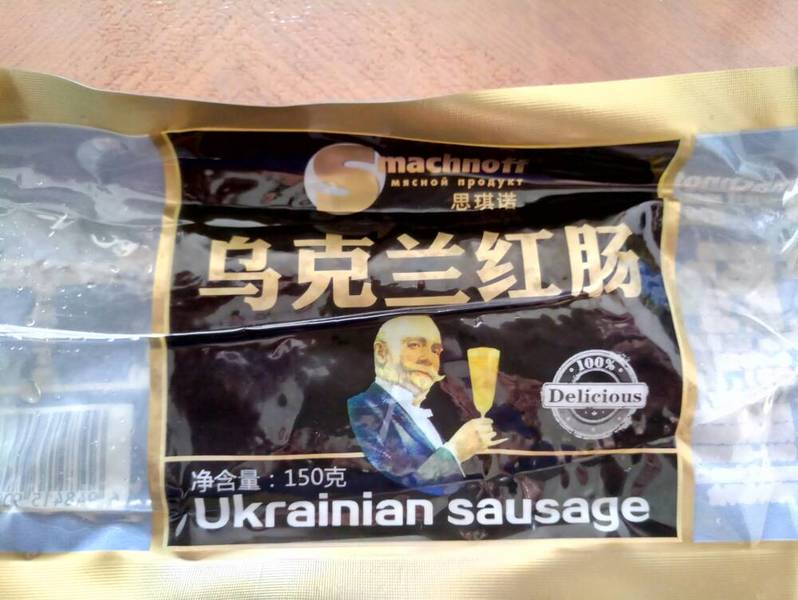 Smachnoff
мясной продукт
思琪诺
乌克兰红肠
100%
Delicious
净含量：150克
Ukrainian sausage